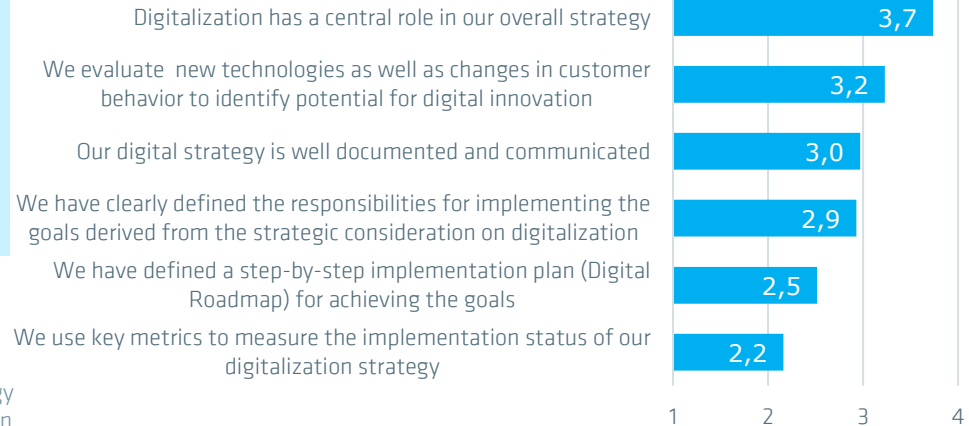 Digitalization has a central role in our overall strategy
3,7
We evaluate new technologies as well as changes in customer
behavior to identify potential for digital innovation
3,2
Our digital strategy is well documented and communicated
3,0
We have clearly defined the responsibilities for implementing the
goals derived from the strategic consideration on digitalization
2,9
We have defined a step-by-step implementation plan (Digital
Roadmap) for achieving the goals
2,5
We use key metrics to measure the implementation status of our
digitalization strategy
2,2
1 2 3 4